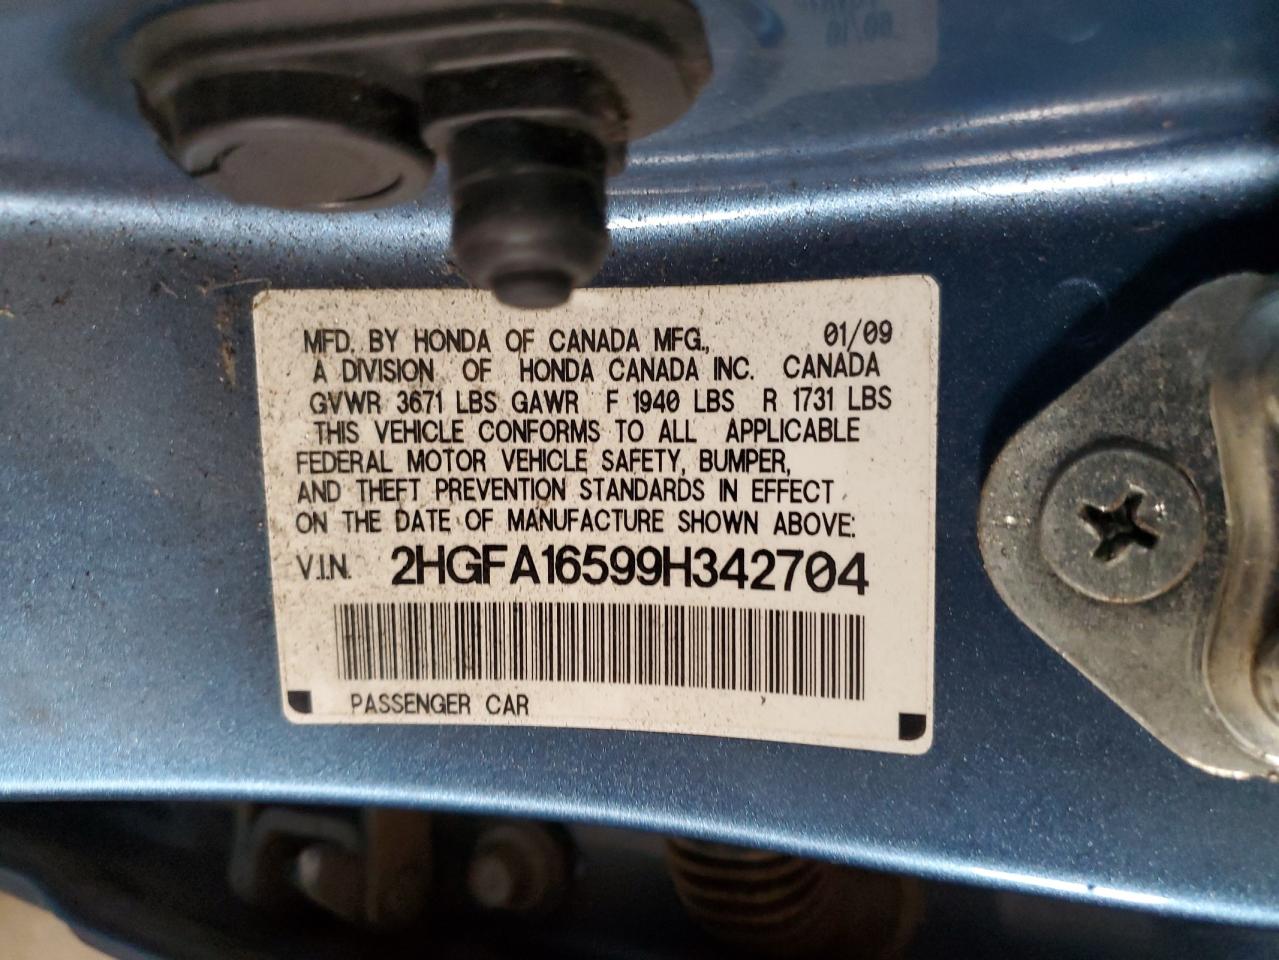 MFD. BY HONDA OF CANADA MFG., 01/09
A DIVISION OF HONDA CANADA INC. CANADA
GVWR 3671 LBS GAWR F 1940 LBS R 1731 LBS
THIS VEHICLE CONFORMS TO ALL APPLICABLE
FEDERAL MOTOR VEHICLE SAFETY, BUMPER,
AND THEFT PREVENTION STANDARDS IN EFFECT
ON THE DATE OF MANUFACTURE SHOWN ABOVE:
V.I.N. 2HGFA16599H342704
PASSENGER CAR